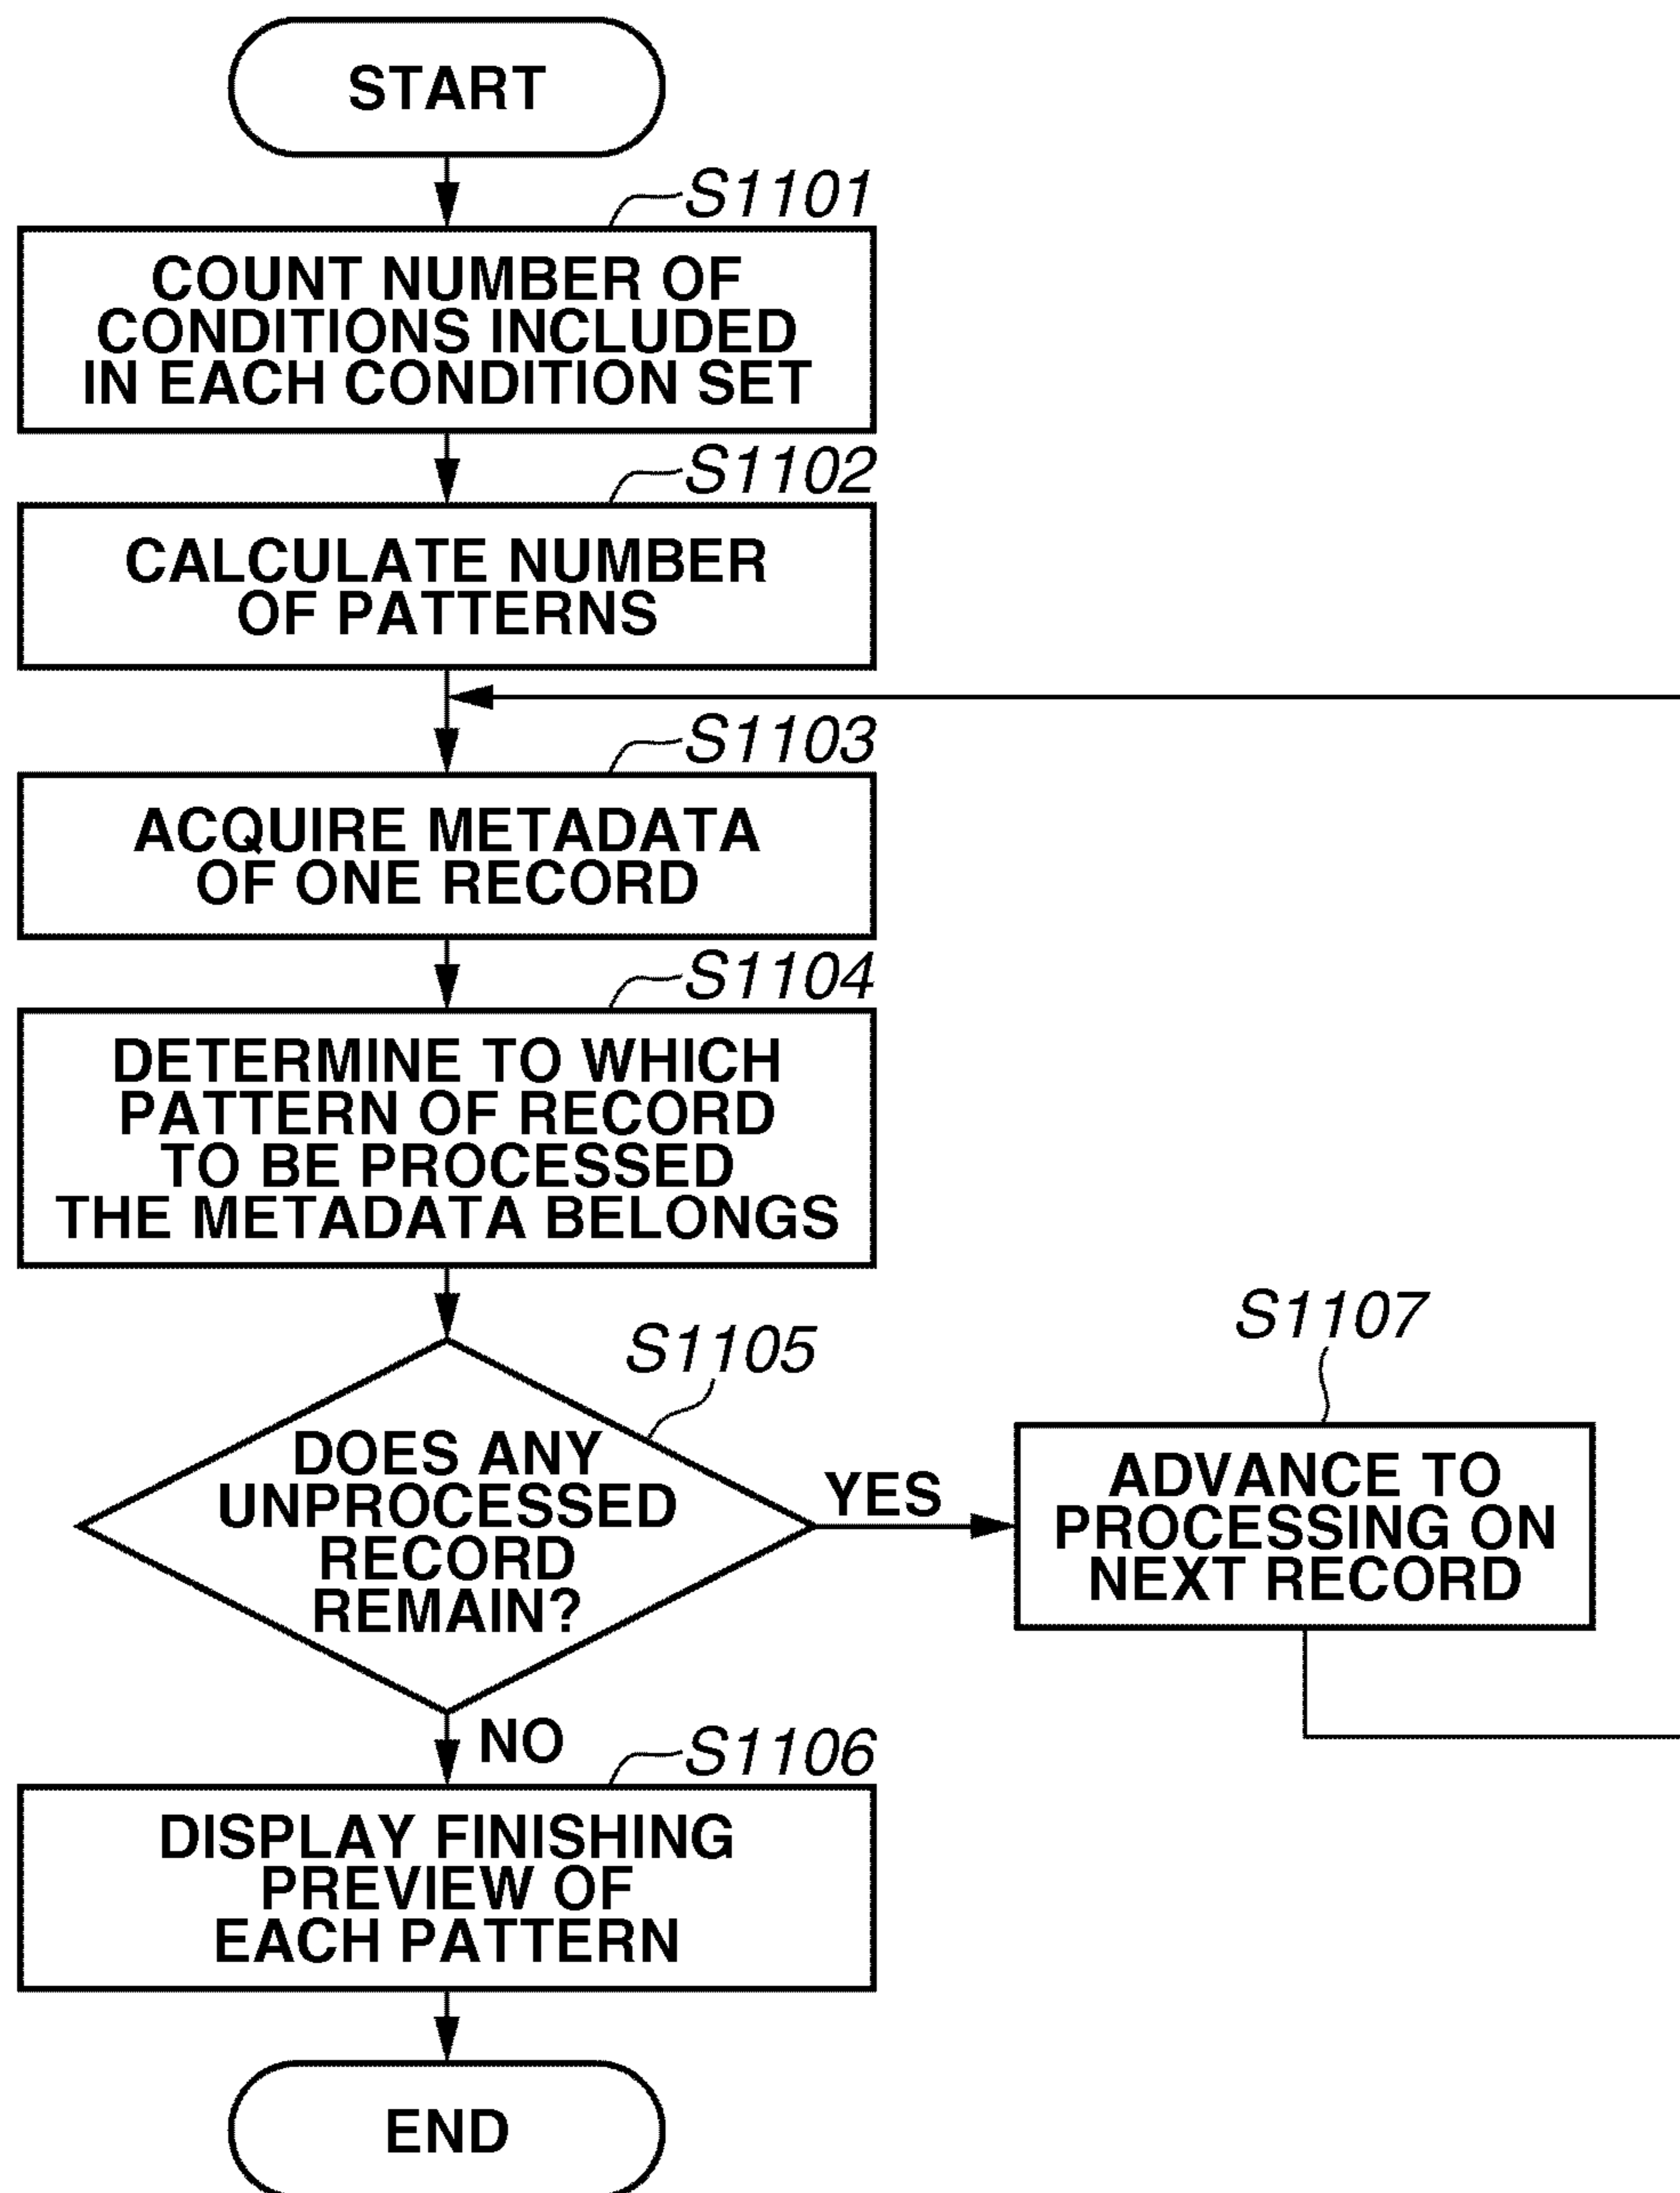 START
S1101
COUNT NUMBER OF
CONDITIONS INCLUDED
IN EACH CONDITION SET
S1102
CALCULATE NUMBER
OF PATTERNS
S1103
ACQUIRE METADATA
OF ONE RECORD
S1104
DETERMINE TO WHICH
PATTERN OF RECORD
TO BE PROCESSED
THE METADATA BELONGS
S1105
DOES ANY
UNPROCESSED
RECORD
REMAIN?
YES
S1107
ADVANCE TO
PROCESSING ON
NEXT RECORD
NO
S1106
DISPLAY FINISHING
PREVIEW OF
EACH PATTERN
END